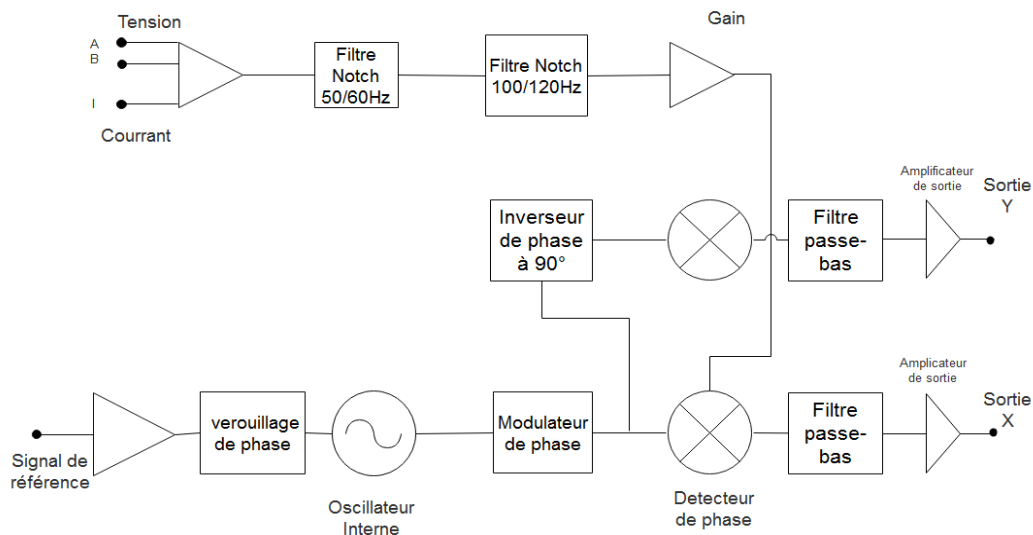 Tension
Gain
A
B
I
Courrant
Filtre
Notch
50/60Hz
Filtre Notch
100/120Hz
Inverseur
de phase
à 90°
Filtre
passe-
bas
Amplificateur
de sortie
Sortie
Y
Signal de
référence
verouillage
de phase
Oscillateur
Interne
Modulateur
de phase
Detecteur
de phase
Filtre
passe-
bas
Amplicateur
de sortie
Sortie
X